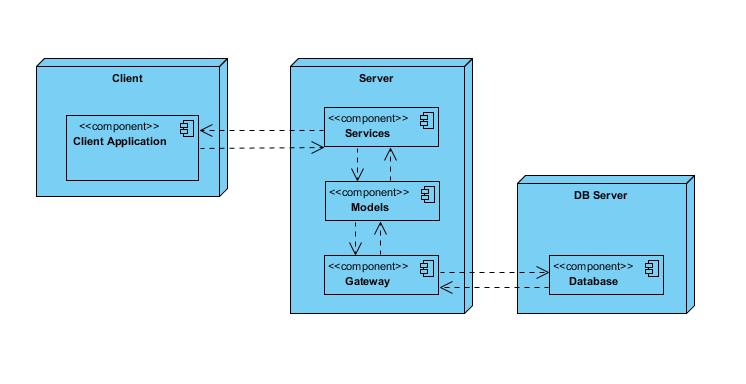 Client
<<component>>
Client Application
Server
<<component>>
Services
<<component>>
Models
<<component>>
Gateway
DB Server
<<component>>
Database